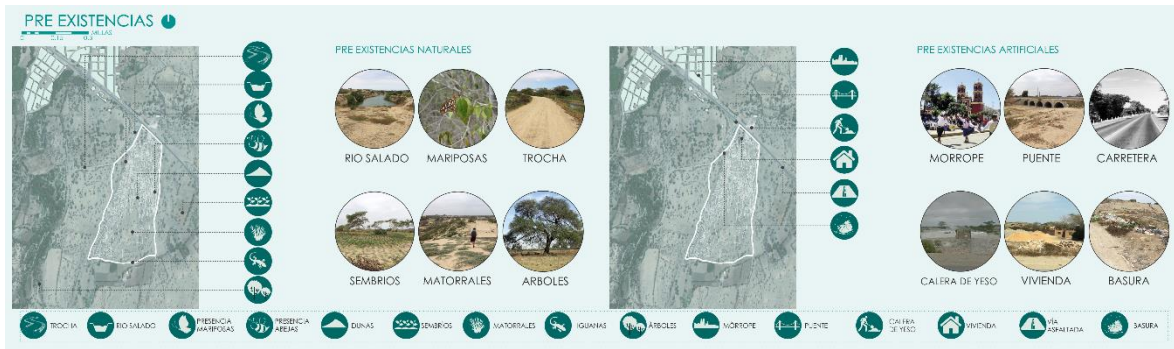 PRE EXISTENCIAS
MILLAS
PRE EXISTENCIAS NATURALES
RIO SALADO
MARIPOSAS
TROCHA
SEMBRIOS
MATORRALES
ARBOLES
PRE EXISTENCIAS ARTIFICIALES
MORROPE
PUENTE
CARRETERA
CALERA DE YESO
VIVIENDA
BASURA
TROCHA
RIO SALADO
PRESENCIA
MARIPOSAS
PRESENCIA
ABEJAS
DUNAS
SEMBRIOS
MATORRALES
IGUANAS
ÁRBOLES
MÓRROPE
PUENTE
CALERA
DE YESO
VIVIENDA
VÍA
ASFALTADA
BASURA